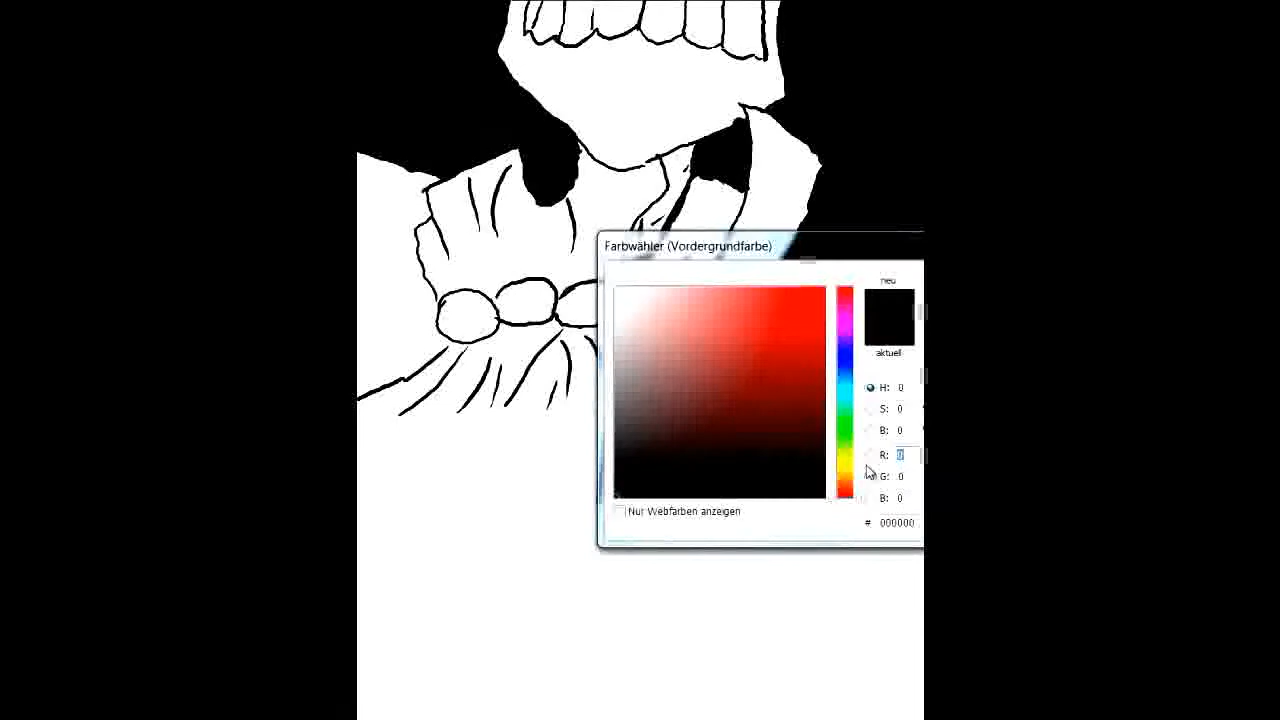 Farbwähler (Vordergrundfarbe)
neu
aktuell
H: 0
S: 0
B: 0
R: 0
G: 0
B: 0
# 000000
Nur Webfarben anzeigen